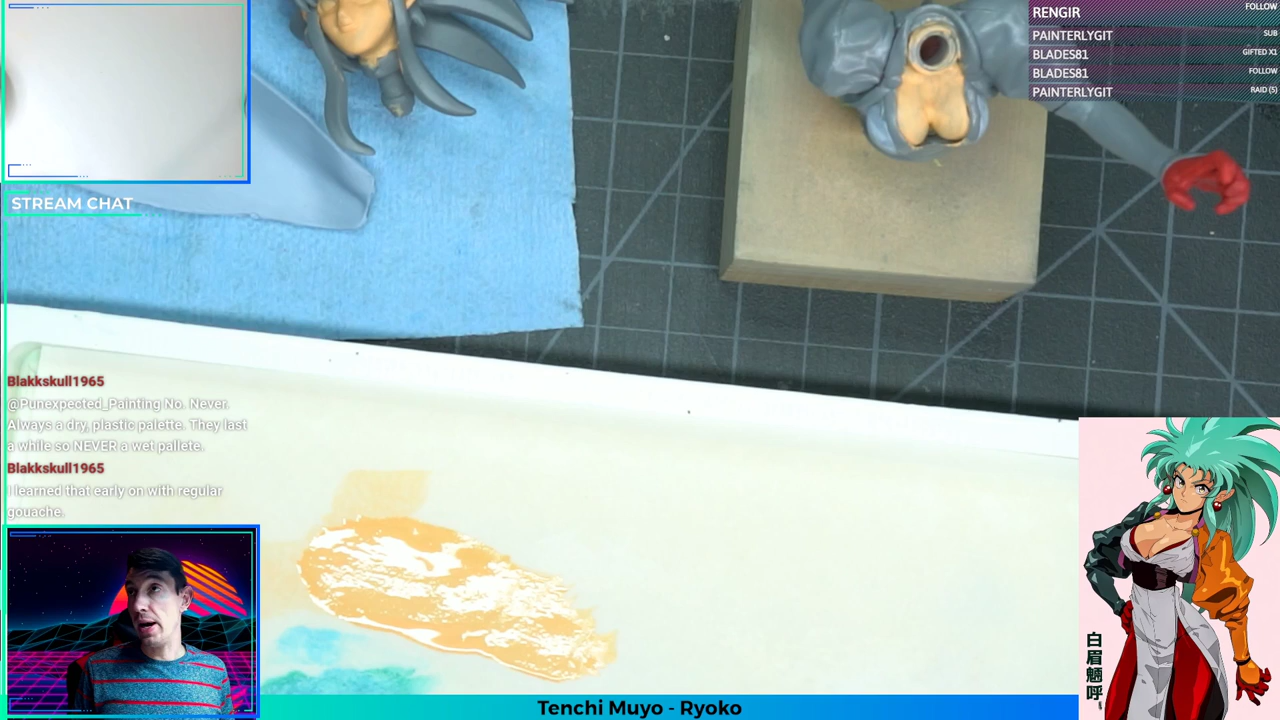 RENGIR FOLLOW
PAINTERLYGIT SUB
BLADES81 GIFTED X1
BLADES81 FOLLOW
PAINTERLYGIT RAID (5)
STREAM CHAT
Blakkskull1965
@Punexpected_Painting No. Never.
Always a dry, plastic palette. They last
a while so NEVER a wet pallete.
Blakkskull1965
I learned that early on with regular
gouache.
白
眉
魎
呼
Tenchi Muyo - Ryoko